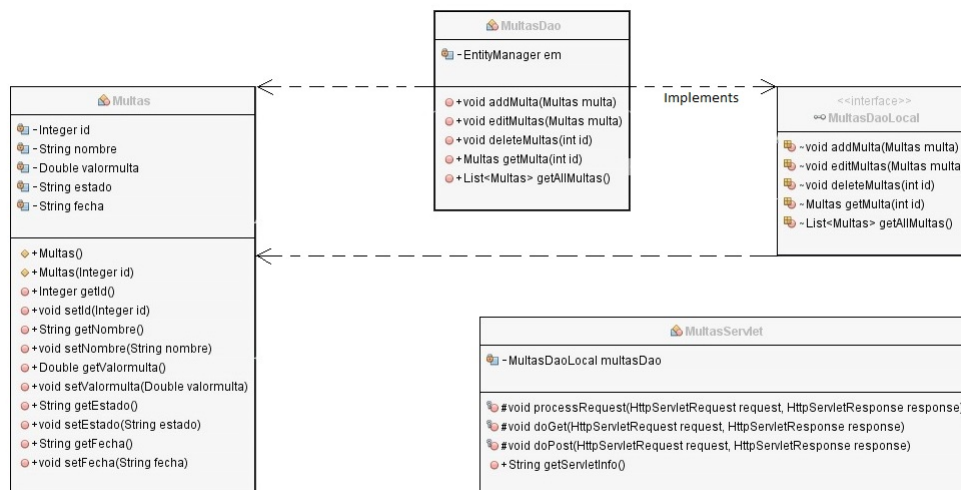 MultasDao
-EntityManager em
+void addMulta(Multas multa)
+void editMultas(Multas multa)
+void deleteMultas(int id)
+Multas getMulta(int id)
+List<Multas> getAllMultas()
Implements
Multas
-Integer id
-String nombre
-Double valormulta
-String estado
-String fecha
+Multas()
+Multas(Integer id)
+Integer getId()
+void setId(Integer id)
+String getNombre()
+void setNombre(String nombre)
+Double getValormulta()
+void setValormulta(Double valormulta)
+String getEstado()
+void setEstado(String estado)
+String getFecha()
+void setFecha(String fecha)
<<interface>>
MultasDaoLocal
~void addMulta(Multas multa)
~void editMultas(Multas multa
~void deleteMultas(int id)
~Multas getMulta(int id)
~List<Multas> getAllMultas()
MultasServlet
-MultasDaoLocal multasDao
#void processRequest(HttpServletRequest request, HttpServletResponse response)
#void doGet(HttpServletRequest request, HttpServletResponse response)
#void doPost(HttpServletRequest request, HttpServletResponse response)
+String getServletInfo()